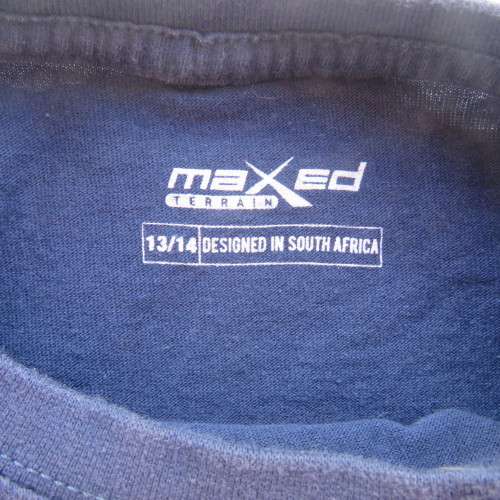 maxed
TERRAIN
13/14 DESIGNED IN SOUTH AFRICA